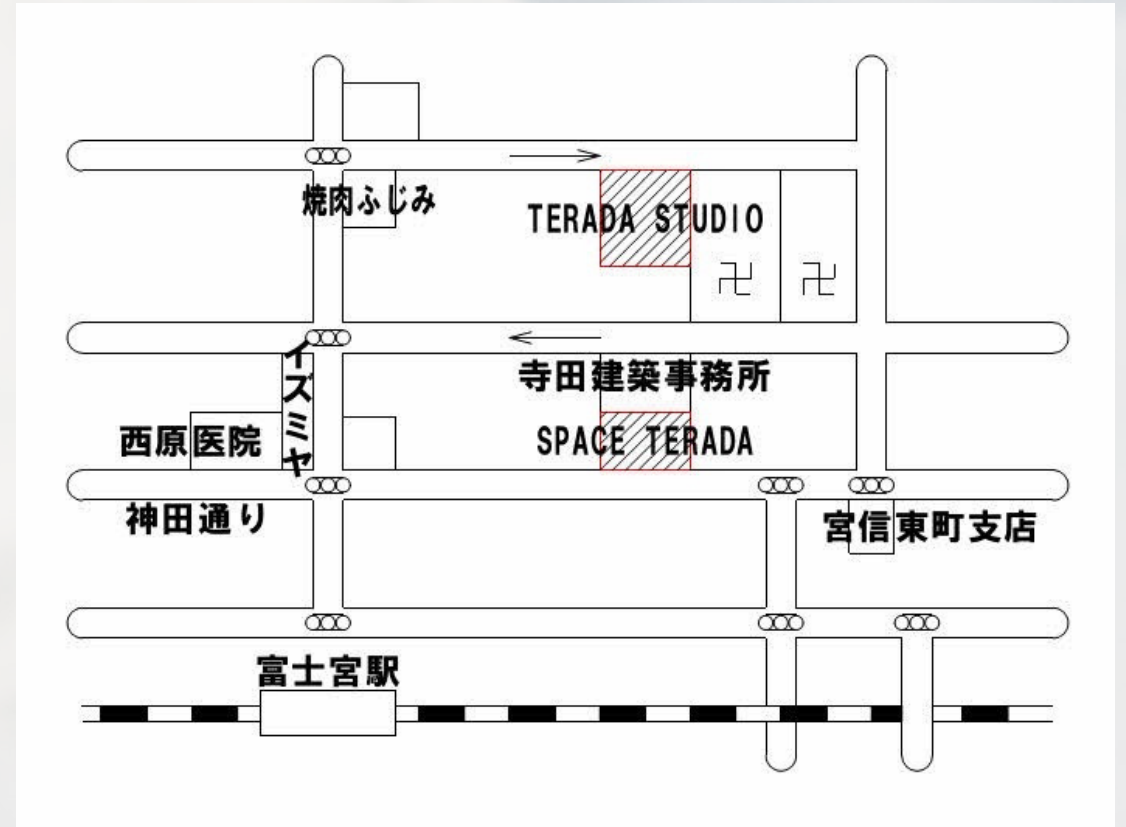 焼肉ふじみ
TERADA STUDIO
卍 卍
イズミヤ
寺田建築事務所
西原医院
SPACE TERADA
神田通り
宮信東町支店
富士宮駅